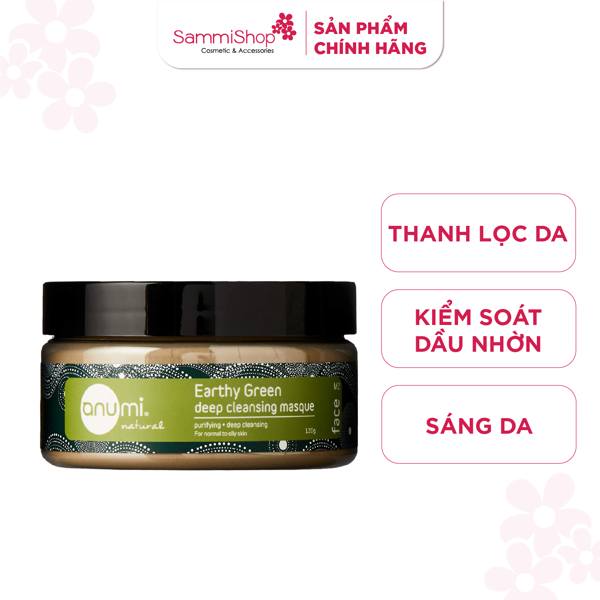 SammiShop
Cosmetic & Accessories
SẢN PHẨM
CHÍNH HÃNG
THANH LỌC DA
KIỂM SOÁT
DẦU NHỜN
SÁNG DA
anumi
natural
Earthy Green
deep cleansing masque
purifying + deep cleansing
For normal to oily skin
120g
face